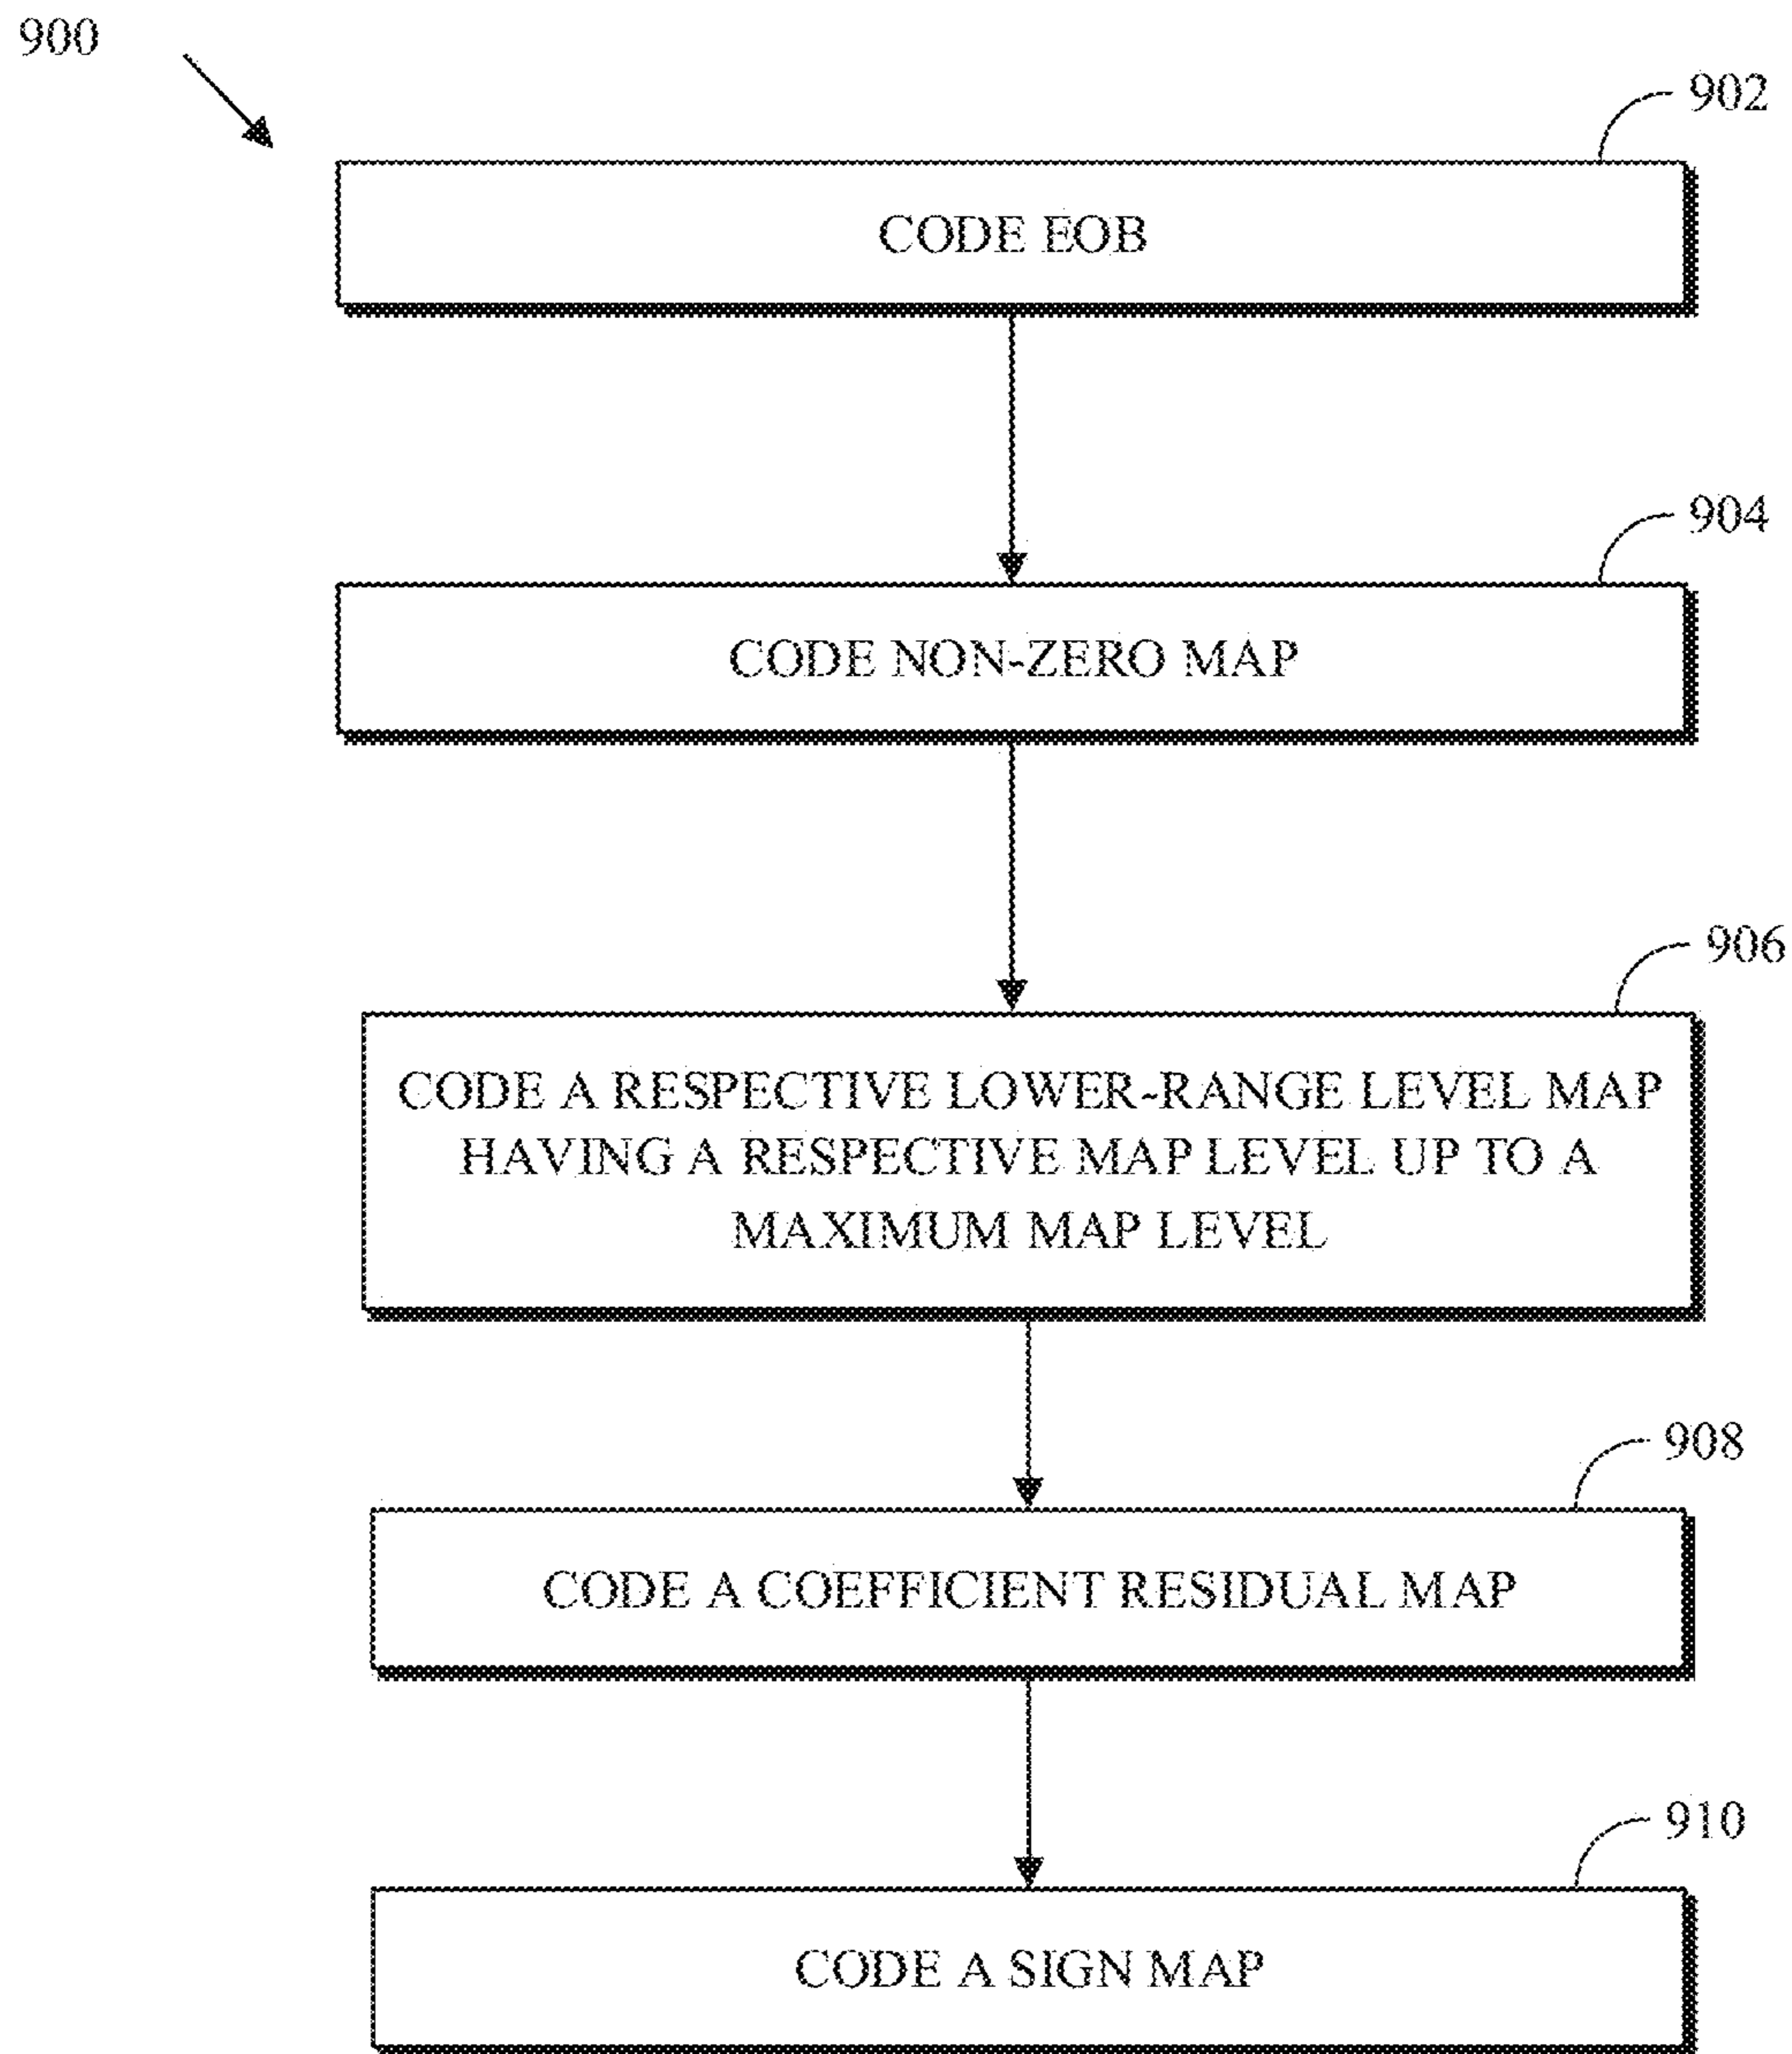 900
902
CODE EOB
904
CODE NON-ZERO MAP
906
CODE A RESPECTIVE LOWER-RANGE LEVEL MAP
HAVING A RESPECTIVE MAP LEVEL UP TO A
MAXIMUM MAP LEVEL
908
CODE A COEFFICIENT RESIDUAL MAP
910
CODE A SIGN MAP